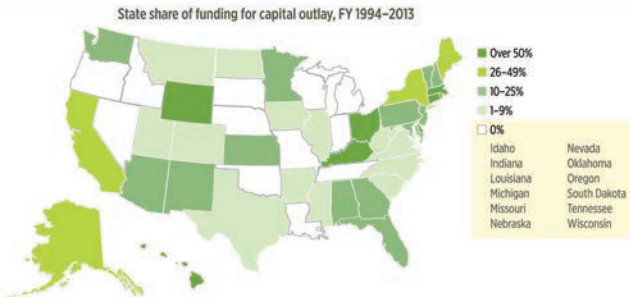 State share of funding for capital outlay, FY 1994–2013
Over 50%
26–49%
10–25%
1–9%
0%
Idaho Nevada
Indiana Oklahoma
Louisiana Oregon
Michigan South Dakota
Missouri Tennessee
Nebraska Wisconsin